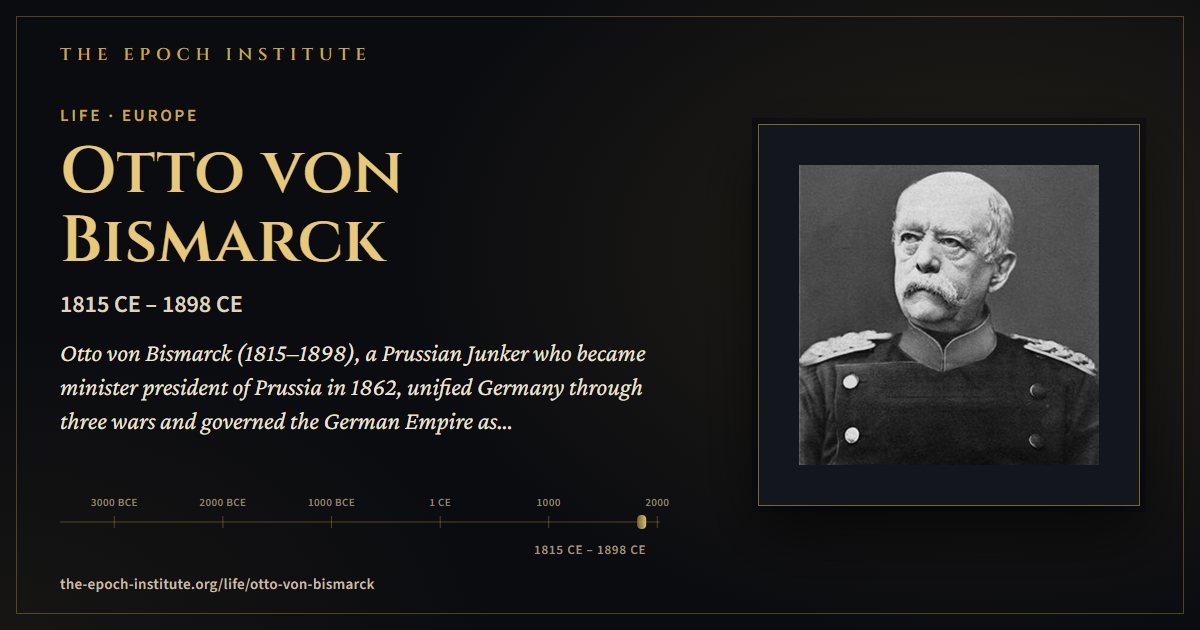 THE EPOCH INSTITUTE
LIFE · EUROPE
OTTO VON
BISMARCK
1815 CE – 1898 CE
Otto von Bismarck (1815–1898), a Prussian Junker who became
minister president of Prussia in 1862, unified Germany through
three wars and governed the German Empire as...
3000 BCE 2000 BCE 1000 BCE 1 CE 1000 2000
1815 CE – 1898 CE
the-epoch-institute.org/life/otto-von-bismarck